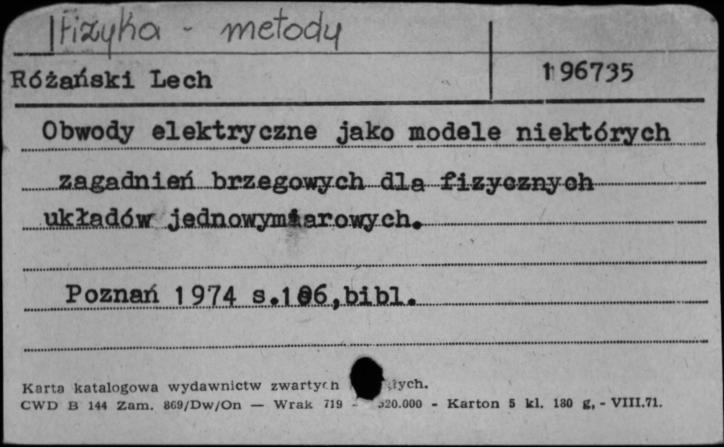 fizyka - metody
Różański Lech 196735
Obwody elektryczne jako modele niektórych
zagadnień brzegowych dla fizycznych
układów jednowymiarowych.
Poznań 1974 s.106,bibl.
Karta katalogowa wydawnictw zwartych
CWD B 144 Zam. 869/Dw/On — Wrak 719 - 520.000 - Karton 5 kl. 180 g, - VIII.71.